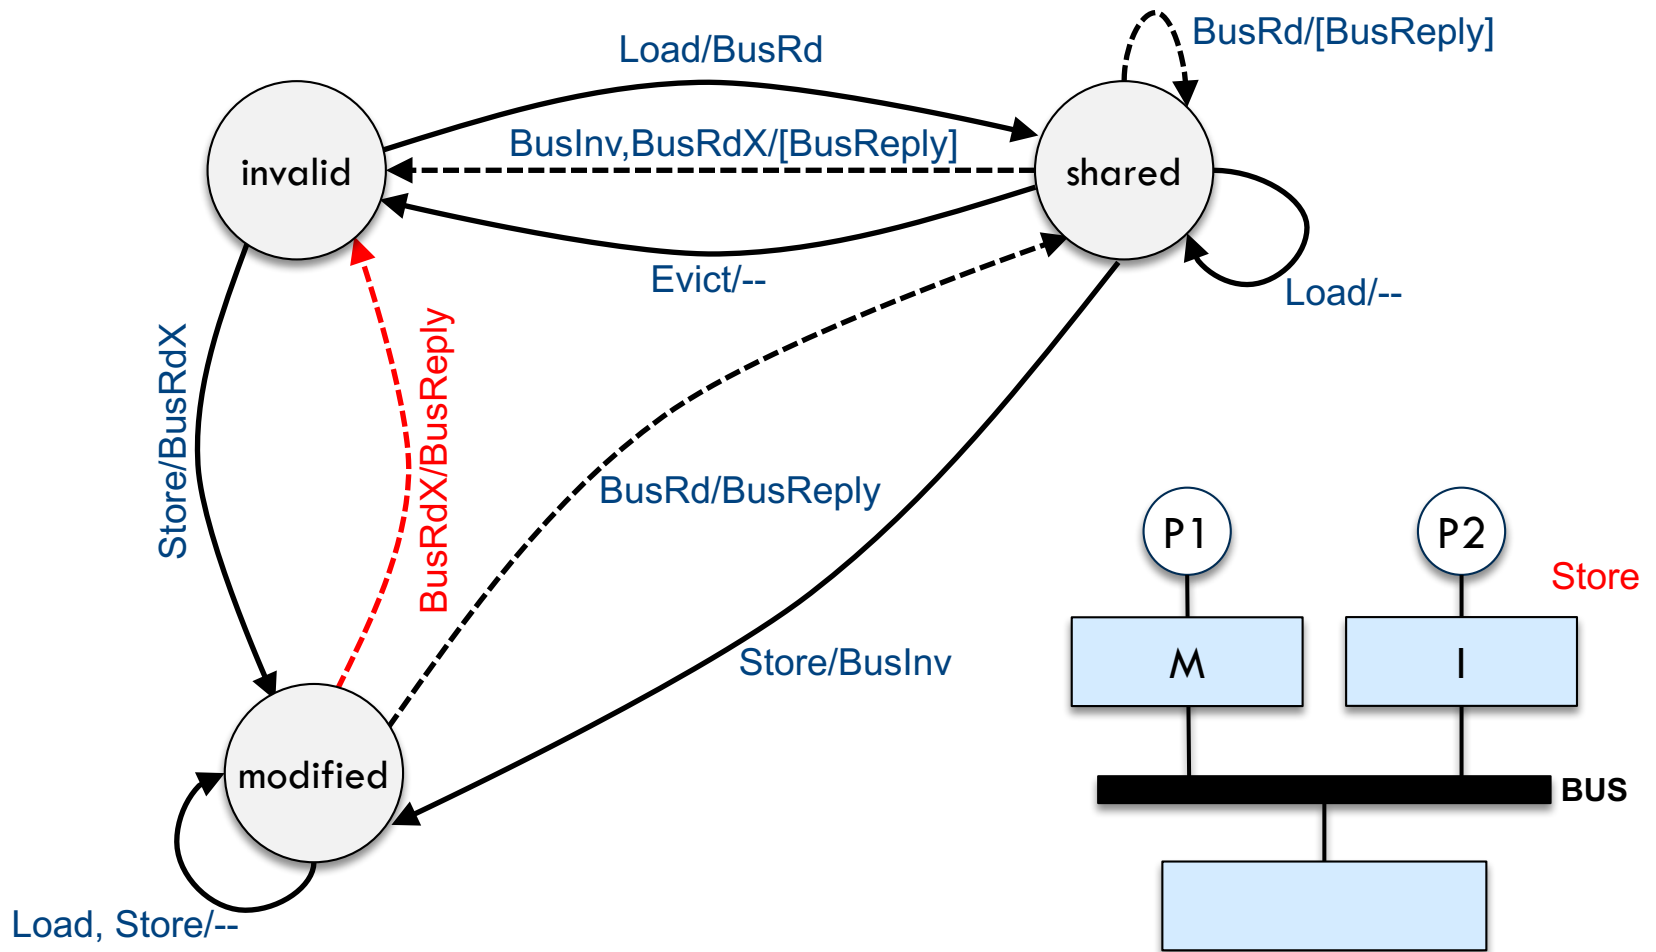 BusRd/[BusReply]
Load/BusRd
BusInv,BusRdX/[BusReply]
invalid
shared
Evict/--
Load/--
Store/BusRdX
BusRdX/BusReply
BusRd/BusReply
P1
P2
Store
Store/BusInv
M
I
modified
BUS
Load, Store/--